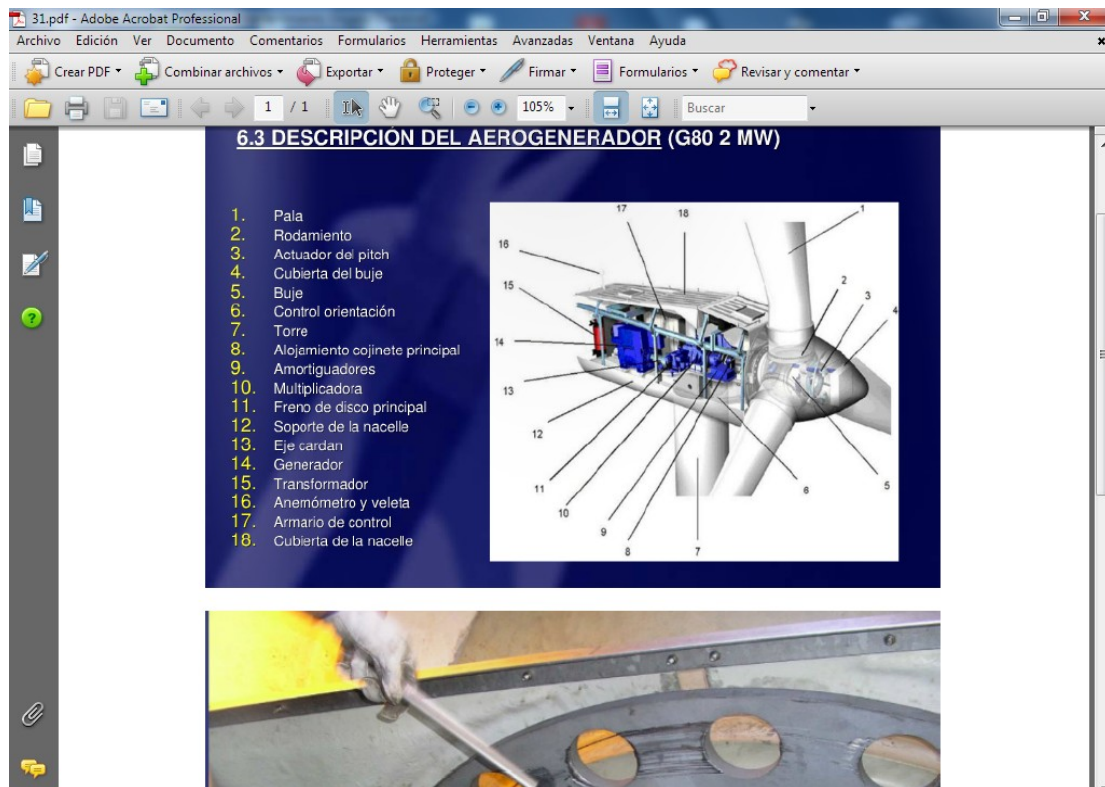 31.pdf - Adobe Acrobat Professional
Archivo Edición Ver Documento Comentarios Formularios Herramientas Avanzadas Ventana Ayuda
Crear PDF Combinar archivos Exportar Proteger Firmar Formularios Revisar y comentar
1 / 1 105% Buscar
6.3 DESCRIPCIÓN DEL AEROGENERADOR (G80 2 MW)
1. Pala
2. Rodamiento
3. Actuador del pitch
4. Cubierta del buje
5. Buje
6. Control orientación
7. Torre
8. Alojamiento cojinete principal
9. Amortiguadores
10. Multiplicadora
11. Freno de disco principal
12. Soporte de la nacelle
13. Eje cardan
14. Generador
15. Transformador
16. Anemómetro y veleta
17. Armario de control
18. Cubierta de la nacelle
17 18 1
16
15 2 3 4
14
13
12
11 6 5
10
9
8 7